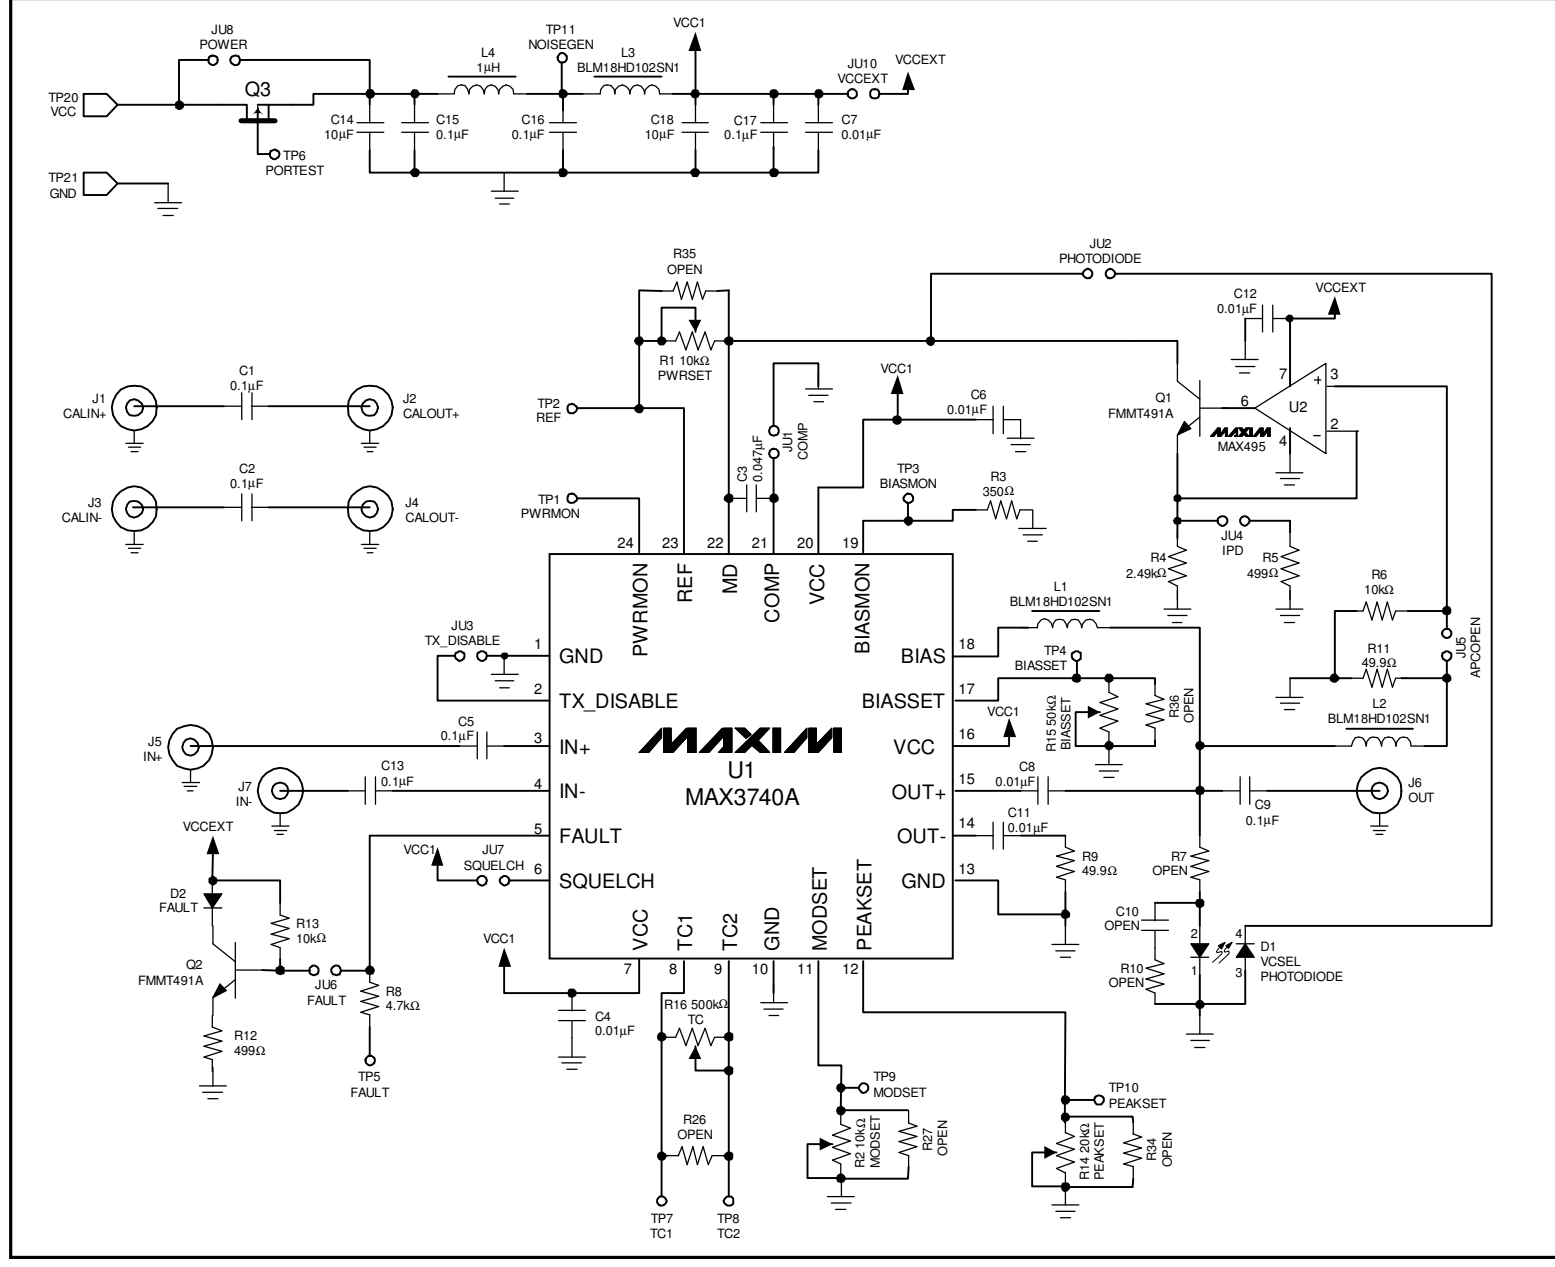 JU8
POWER
TP20
VCC
Q3
TP6
PORTEST
TP21
GND
C14
10µF
C15
0.1µF
L4
1µH
TP11
NOISEGEN
C16
0.1µF
L3
BLM18HD102SN1
VCC1
C18
10µF
C17
0.1µF
C7
0.01µF
JU10
VCCEXT
VCCEXT
J1
CALIN+
C1
0.1µF
J2
CALOUT+
J3
CALIN-
C2
0.1µF
J4
CALOUT-
R35
OPEN
R1 10kΩ
PWRSET
TP2
REF
TP1
PWRMON
C3
0.047µF
JU1
COMP
VCC1
C6
0.01µF
TP3
BIASMON
R3
350Ω
JU2
PHOTODIODE
C12
0.01µF
VCCEXT
Q1
FMMT491A
7
+
3
6
U2
MAXIM
MAX495
4
–
2
R4
2.49kΩ
JU4
IPD
R5
499Ω
R6
10kΩ
R11
49.9Ω
JU5
APCOPEN
L2
BLM18HD102SN1
L1
BLM18HD102SN1
24
23
22
21
20
19
PWRMON
REF
MD
COMP
VCC
BIASMON
JU3
TX_DISABLE
1
GND
2
TX_DISABLE
J5
IN+
C5
0.1µF
3
IN+
J7
IN-
C13
0.1µF
4
IN-
5
FAULT
VCC1
JU7
SQUELCH
6
SQUELCH
MAXIM
U1
MAX3740A
BIAS
18
BIASSET
17
TP4
BIASSET
R15 50kΩ
BIASSET
R36
OPEN
VCC
16
VCC1
OUT+
15
C8
0.01µF
OUT-
14
C11
0.01µF
GND
13
R9
49.9Ω
C9
0.1µF
J6
OUT
R7
OPEN
C10
OPEN
R10
OPEN
2
1
4
3
D1
VCSEL
PHOTODIODE
VCCEXT
D2
FAULT
R13
10kΩ
Q2
FMMT491A
JU6
FAULT
R8
4.7kΩ
R12
499Ω
TP5
FAULT
VCC
TC1
TC2
GND
MODSET
PEAKSET
7
8
9
10
11
12
VCC1
C4
0.01µF
R16 500kΩ
TC
R26
OPEN
TP7
TC1
TP8
TC2
TP9
MODSET
R2 10kΩ
MODSET
R27
OPEN
TP10
PEAKSET
R14 20kΩ
PEAKSET
R34
OPEN